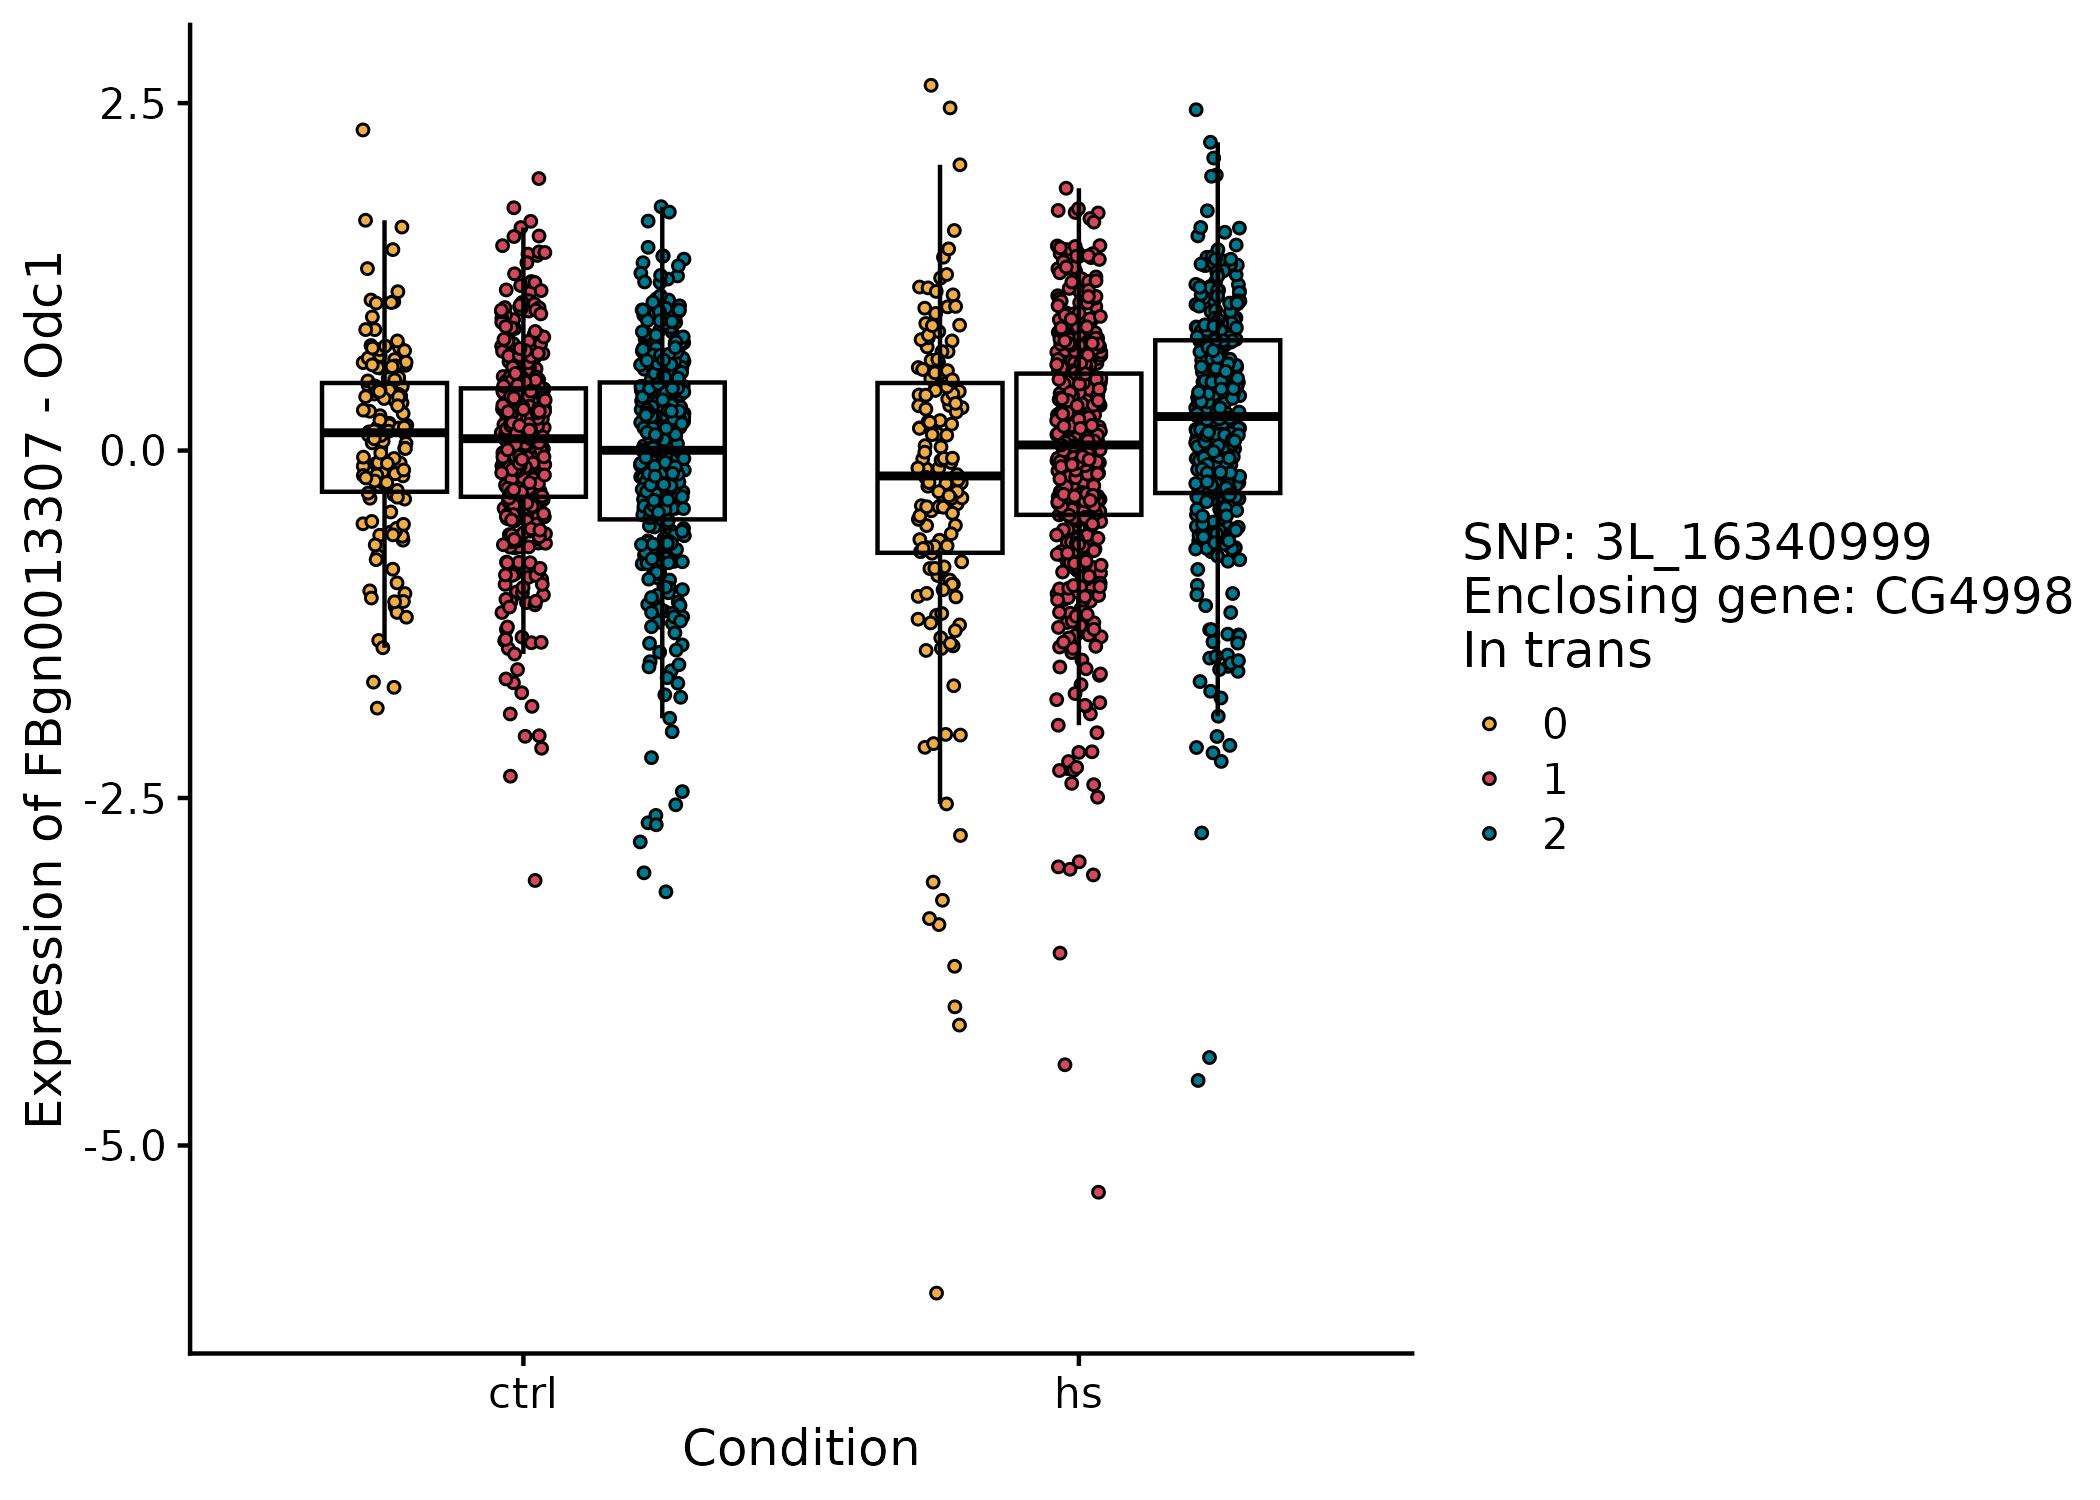 Expression of FBgn0013307 - Odc1
2.5
0.0
-2.5
-5.0
ctrl
hs
Condition
SNP: 3L_16340999
Enclosing gene: CG4998
In trans
0
1
2